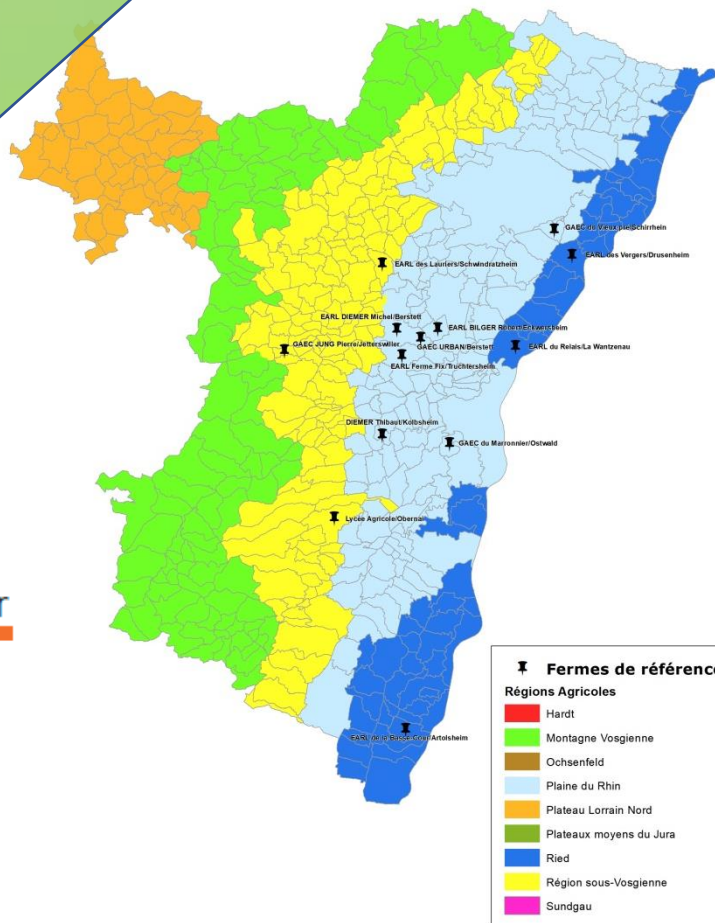 GAEC du Vieux pré/Schirrhein
EARL des Vergers/Drusenheim
EARL des Lauriers/Schwindratzheim
EARL DIEMER Michel/Berstett
EARL BILGER Robert/Eckwersheim
GAEC JUNG Pierre/Jetterswiller
GAEC URBAN/Berstett
EARL du Relais/La Wantzenau
EARL Ferme Fix/Truchtersheim
DIEMER Thibaut/Kolbsheim
GAEC du Marronnier/Ostwald
Lycée Agricole/Obernai
r
EARL de la Basse-Cour/Artolsheim
Fermes de référence
Régions Agricoles
Hardt
Montagne Vosgienne
Ochsenfeld
Plaine du Rhin
Plateau Lorrain Nord
Plateaux moyens du Jura
Ried
Région sous-Vosgienne
Sundgau